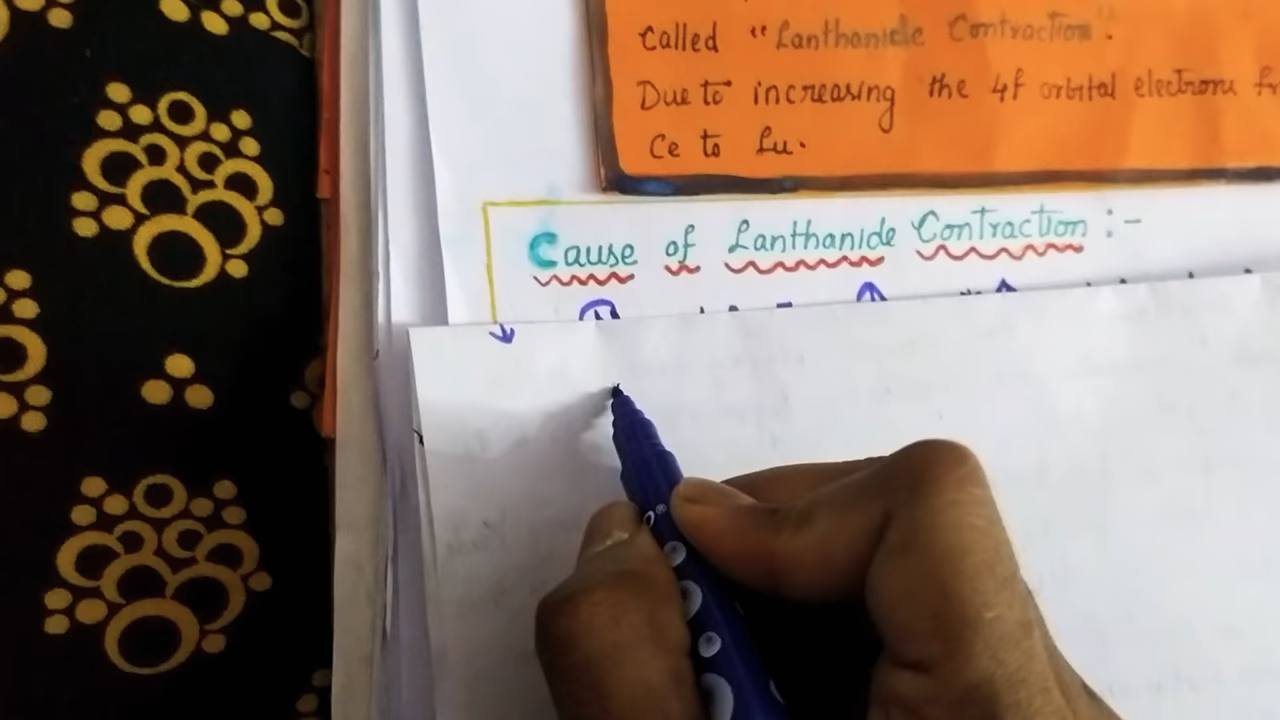 called "Lanthanide Contraction".
Due to increasing the 4f orbital electrons
Ce to Lu.
Cause of Lanthanide Contraction :-